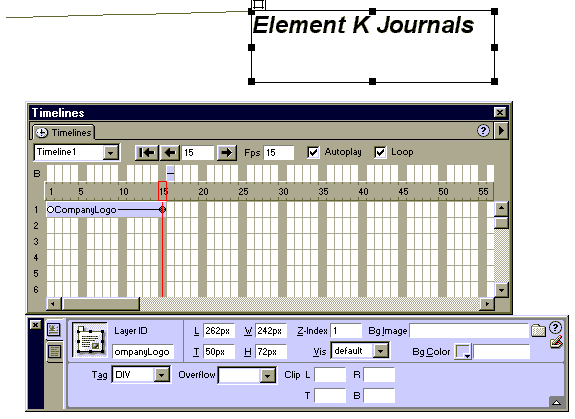 Element K Journals
Timelines
Timelines
Timeline1 15 Fps 15 Autoplay Loop
B
1 5 10 15 20 25 30 35 40 45 50 55
1 CompanyLogo
2
3
4
5
6
Layer ID L 262px W 242px Z-Index 1 Bg Image
ompanyLogo T 50px H 72px Vis default Bg Color
Tag DIV Overflow Clip L R
T B